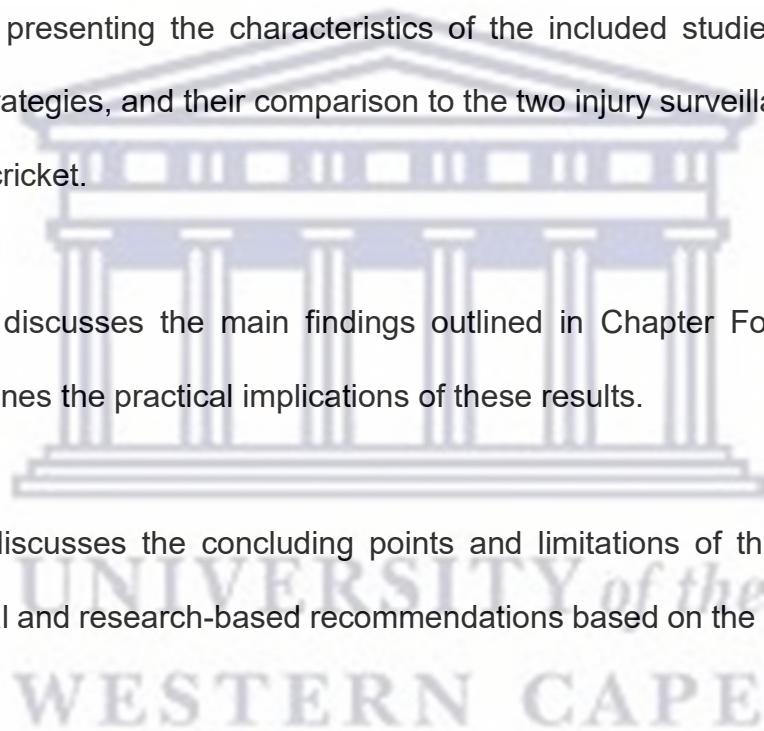 presenting the characteristics of the included studie
rategies, and their comparison to the two injury surveilla
cricket.
discusses the main findings outlined in Chapter Fo
nes the practical implications of these results.
discusses the concluding points and limitations of th
l and research-based recommendations based on the
UNIVERSITY of the
WESTERN CAPE